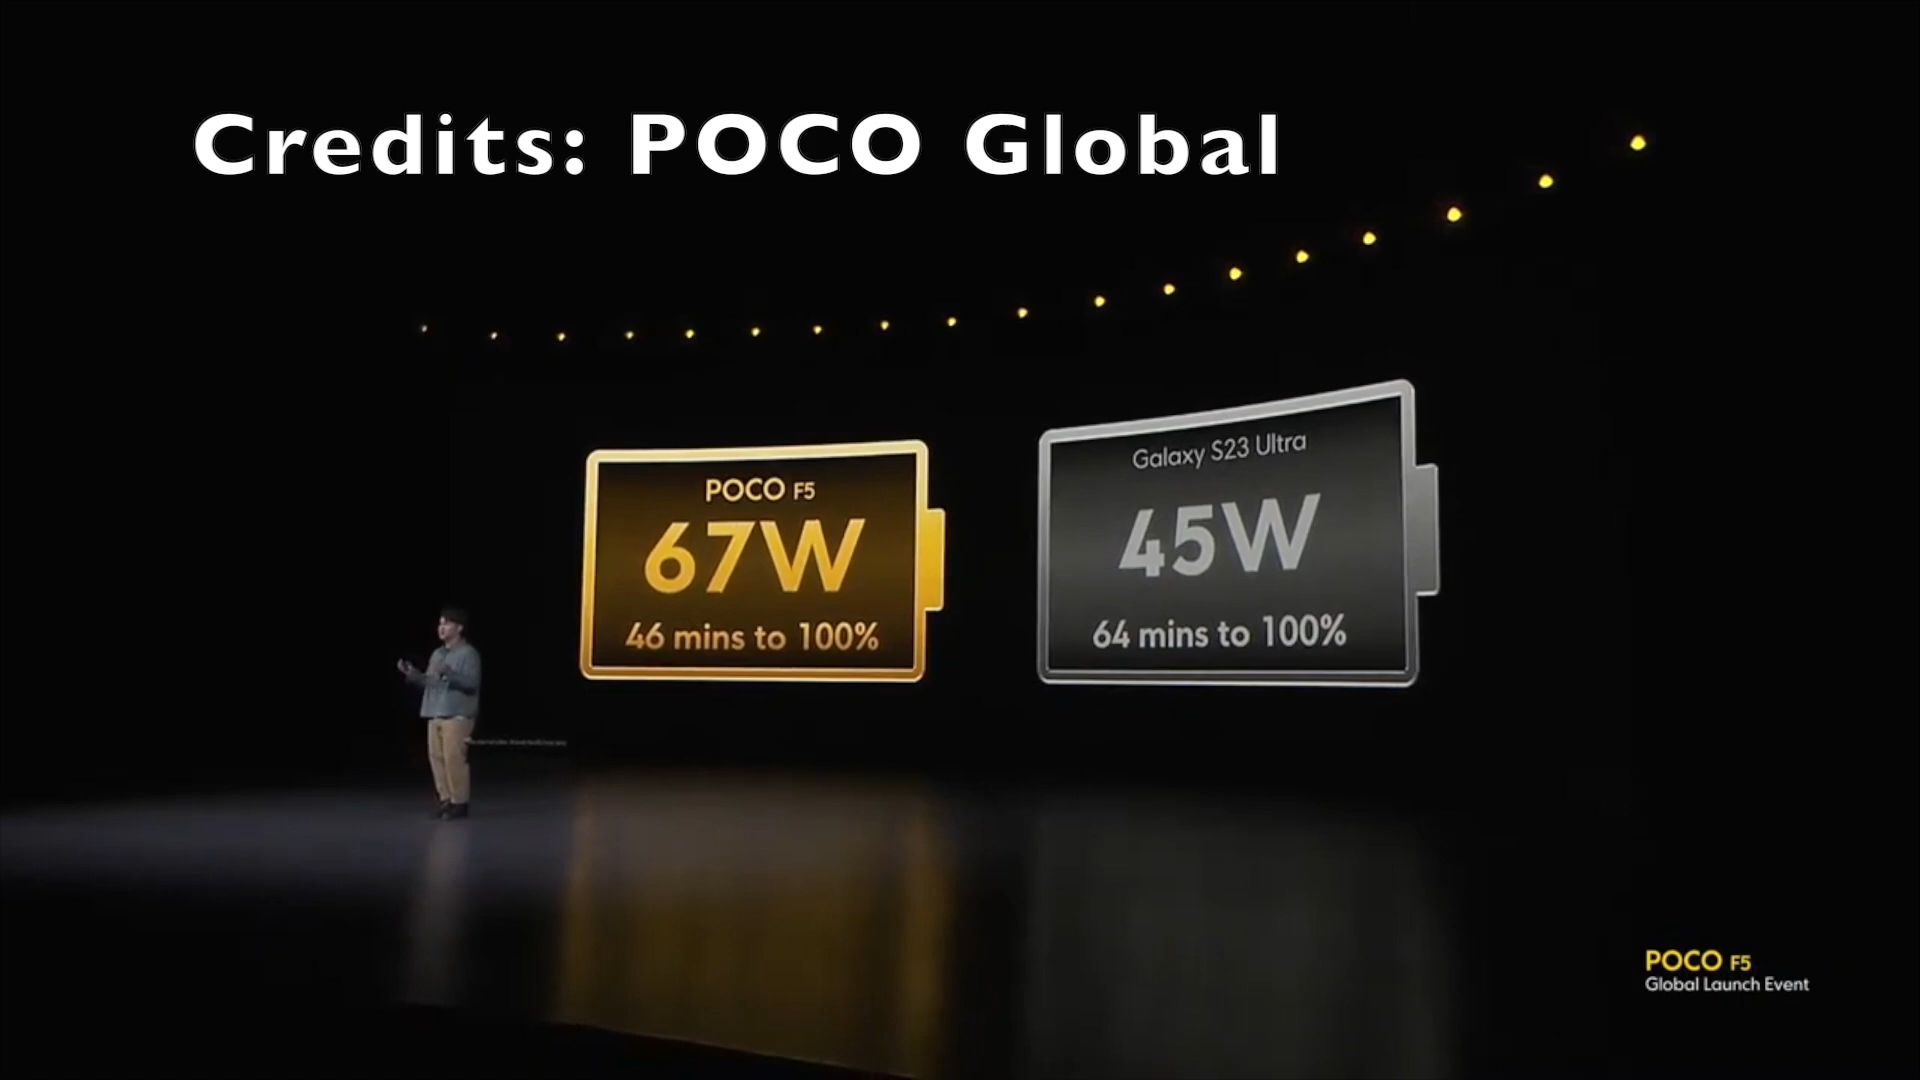 Credits: POCO Global
POCO F5
67W
46 mins to 100%
Galaxy S23 Ultra
45W
64 mins to 100%
POCO F5
Global Launch Event